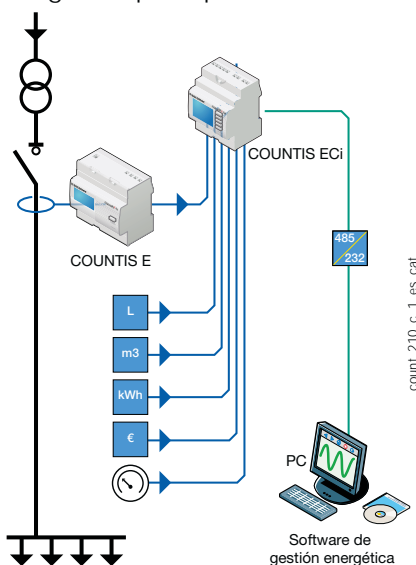 COUNTIS ECi
COUNTIS E
485
232
L
m3
kWh
€
PC
Software de
gestión energética
count_210_c_1_es_cat